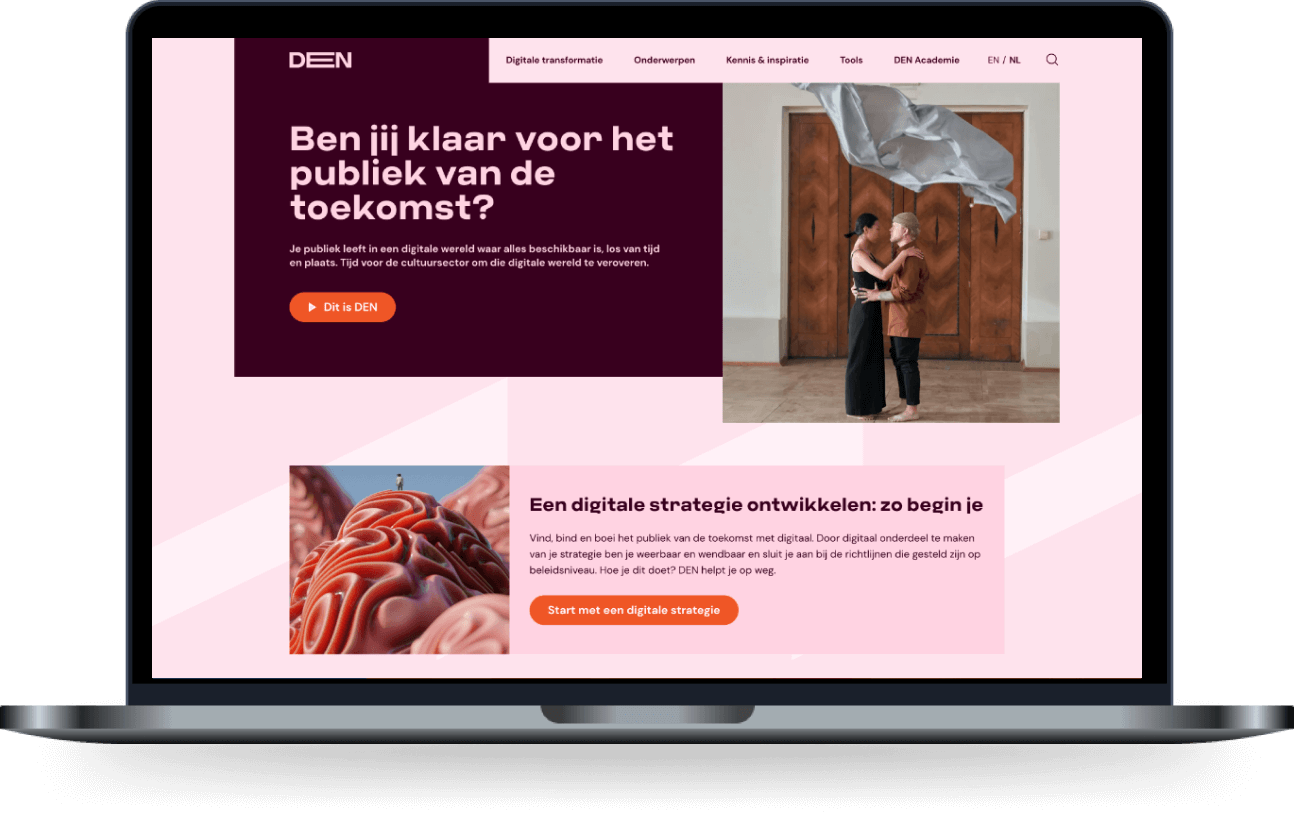 DEN
Digitale transformatie
Onderwerpen
Kennis & inspiratie
Tools
DEN Academie
EN / NL
Ben jij klaar voor het
publiek van de
toekomst?
Je publiek leeft in een digitale wereld waar alles beschikbaar is, los van tijd
en plaats. Tijd voor de cultuursector om die digitale wereld te veroveren.
Dit is DEN
Een digitale strategie ontwikkelen: zo begin je
Vind, bind en boei het publiek van de toekomst met digitaal. Door digitaal onderdeel te maken
van je strategie ben je weerbaar en wendbaar en sluit je aan bij de richtlijnen die gesteld zijn op
beleidsniveau. Hoe je dit doet? DEN helpt je op weg.
Start met een digitale strategie